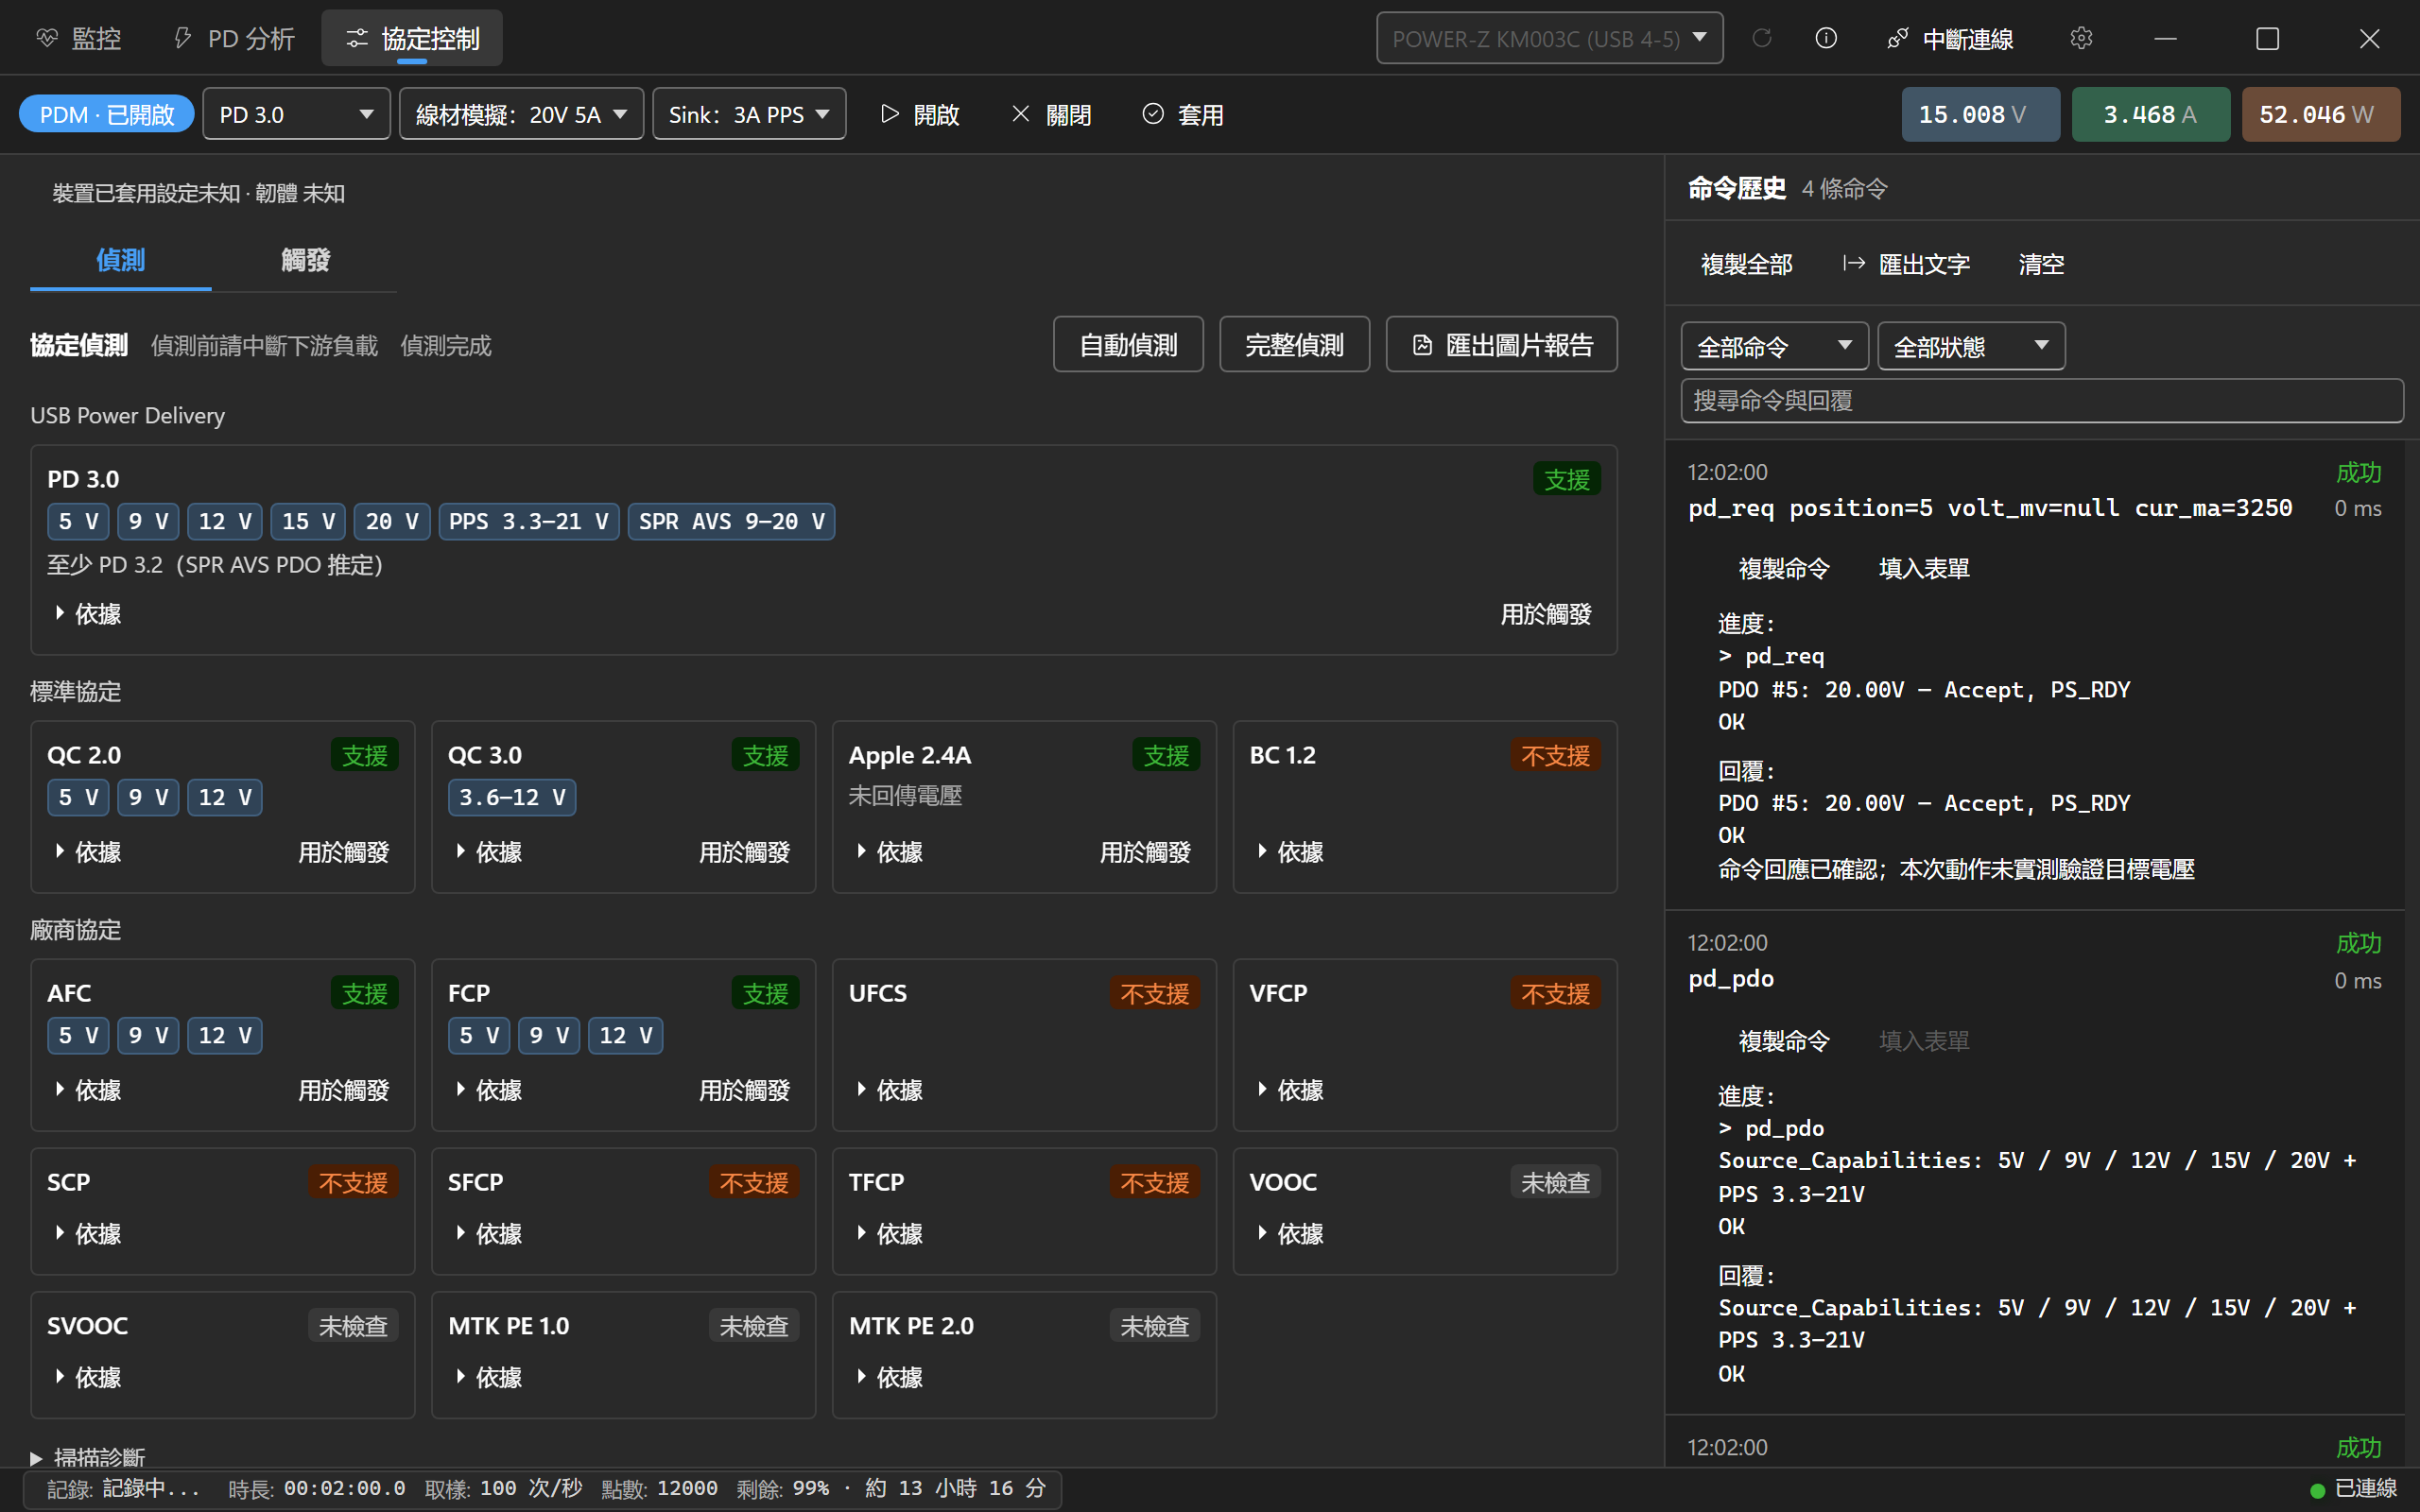 監控
PD 分析
協定控制
POWER-Z KM003C (USB 4-5)
中斷連線
PDM · 已開啟
PD 3.0
線材模擬：20V 5A
Sink：3A PPS
開啟
關閉
套用
15.008 V
3.468 A
52.046 W
裝置已套用設定未知 · 韌體 未知
偵測
觸發
協定偵測 偵測前請中斷下游負載 偵測完成
自動偵測
完整偵測
匯出圖片報告
USB Power Delivery
PD 3.0 支援
5 V 9 V 12 V 15 V 20 V PPS 3.3–21 V SPR AVS 9–20 V
至少 PD 3.2（SPR AVS PDO 推定）
依據 用於觸發
標準協定
QC 2.0 支援
5 V 9 V 12 V
依據 用於觸發
QC 3.0 支援
3.6–12 V
依據 用於觸發
Apple 2.4A 支援
未回傳電壓
依據 用於觸發
BC 1.2 不支援
依據
廠商協定
AFC 支援
5 V 9 V 12 V
依據 用於觸發
FCP 支援
5 V 9 V 12 V
依據 用於觸發
UFCS 不支援
依據
VFCP 不支援
依據
SCP 不支援
依據
SFCP 不支援
依據
TFCP 不支援
依據
VOOC 未檢查
依據
SVOOC 未檢查
依據
MTK PE 1.0 未檢查
依據
MTK PE 2.0 未檢查
依據
掃描診斷
命令歷史 4 條命令
複製全部 匯出文字 清空
全部命令 全部狀態
搜尋命令與回覆
12:02:00 成功
pd_req position=5 volt_mv=null cur_ma=3250 0 ms
複製命令 填入表單
進度：
> pd_req
PDO #5: 20.00V — Accept, PS_RDY
OK
回覆：
PDO #5: 20.00V — Accept, PS_RDY
OK
命令回應已確認；本次動作未實測驗證目標電壓
12:02:00 成功
pd_pdo 0 ms
複製命令 填入表單
進度：
> pd_pdo
Source_Capabilities: 5V / 9V / 12V / 15V / 20V +
PPS 3.3–21V
OK
回覆：
Source_Capabilities: 5V / 9V / 12V / 15V / 20V +
PPS 3.3–21V
OK
12:02:00 成功
記錄: 記錄中... 時長: 00:02:00.0 取樣: 100 次/秒 點數: 12000 剩餘: 99% · 約 13 小時 16 分
已連線